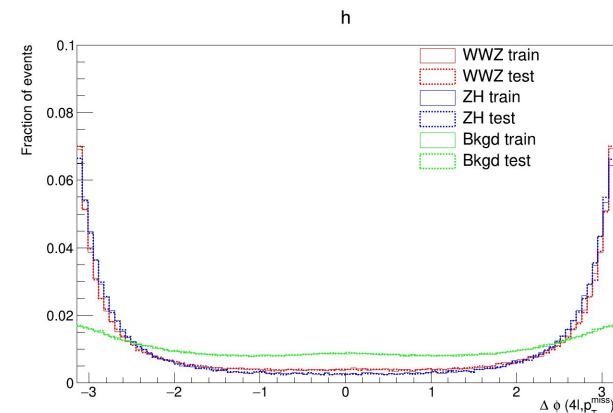 h
Fraction of events
0.1
0.08
0.06
0.04
0.02
0
WWZ train
WWZ test
ZH train
ZH test
Bkgd train
Bkgd test
−3 −2 −1 0 1 2 3
Δ ϕ (4l,p^miss)